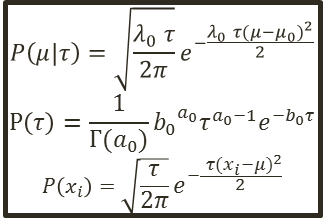 P(μ|τ) = √(λ₀ τ / 2π) e^(−λ₀ τ(μ−μ₀)² / 2)
P(τ) = 1/Γ(a₀) b₀^a₀ τ^(a₀−1) e^(−b₀τ)
P(xᵢ) = √(τ / 2π) e^(−τ(xᵢ−μ)² / 2)